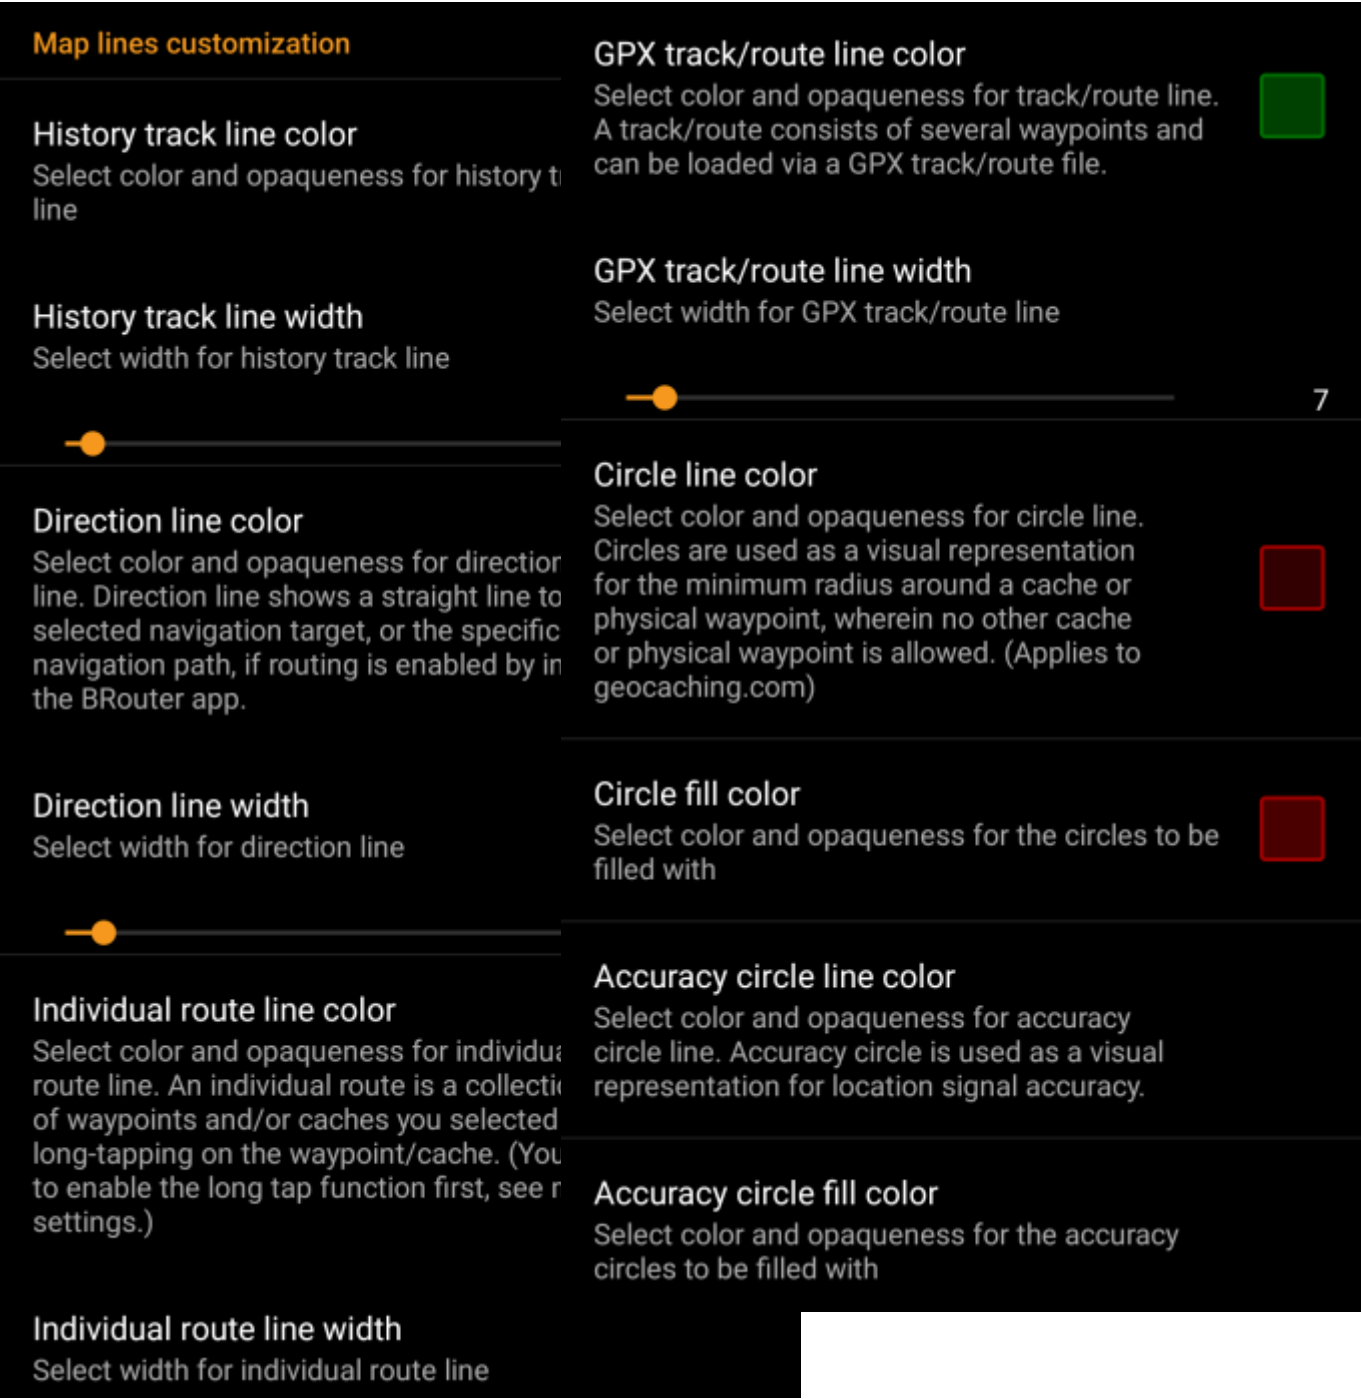 Map lines customization
History track line color
Select color and opaqueness for history
line
History track line width
Select width for history track line
Direction line color
Select color and opaqueness for direction
line. Direction line shows a straight line to
selected navigation target, or the specific
navigation path, if routing is enabled by
the BRouter app.
Direction line width
Select width for direction line
Individual route line color
Select color and opaqueness for
route line. An individual route is a
of waypoints and/or caches you selected
long-tapping on the waypoint/cache. (You
to enable the long tap function first, see
settings.)
Individual route line width
Select width for individual route line
GPX track/route line color
Select color and opaqueness for track/route line.
A track/route consists of several waypoints and
can be loaded via a GPX track/route file.
GPX track/route line width
Select width for GPX track/route line
7
Circle line color
Select color and opaqueness for circle line.
Circles are used as a visual representation
for the minimum radius around a cache or
physical waypoint, wherein no other cache
or physical waypoint is allowed. (Applies to
geocaching.com)
Circle fill color
Select color and opaqueness for the circles to be
filled with
Accuracy circle line color
Select color and opaqueness for accuracy
circle line. Accuracy circle is used as a visual
representation for location signal accuracy.
Accuracy circle fill color
Select color and opaqueness for the accuracy
circles to be filled with